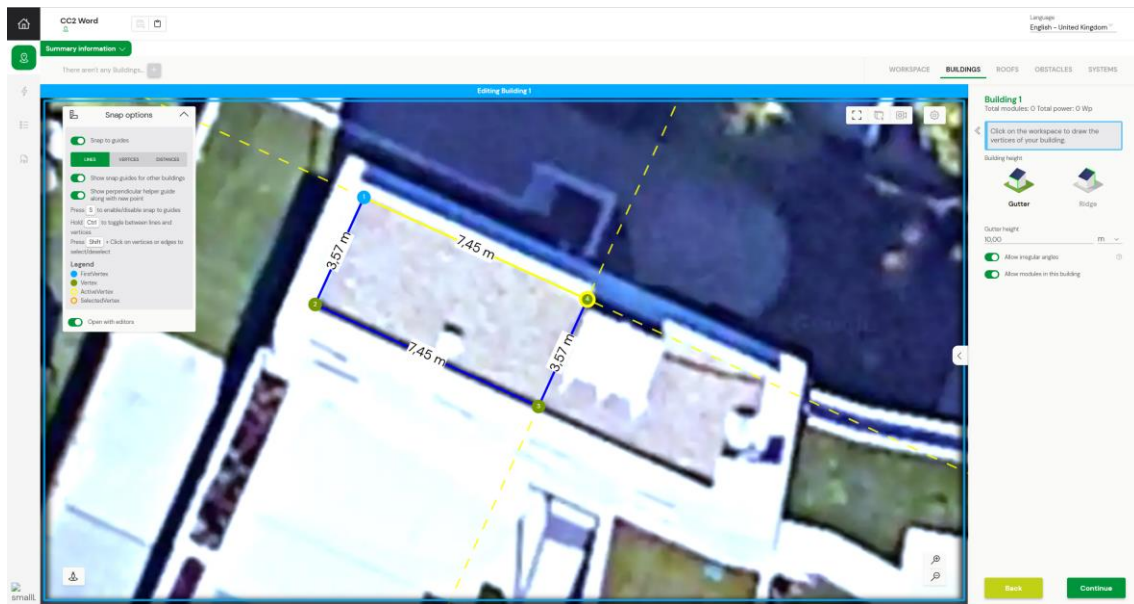 CC2 Word
Language
English - United Kingdom
Summary information
There aren't any Buildings..
+
WORKSPACE
BUILDINGS
ROOFS
OBSTACLES
SYSTEMS
Editing Building 1
Snap options
Snap to guides
LINES
VERTICES
DISTANCES
Show snap guides for other buildings
Show perpendicular helper guide
along with new point
Press S to enable/disable snap to guides
Hold Ctrl to toggle between lines and
vertices
Press Shift + Click on vertices or edges to
select/deselect
Legend
FirstVertex
Vertex
ActiveVertex
SelectedVertex
Open with editors
1
7,45 m
3,57 m
4
2
7,45 m
3,57 m
3
Building 1
Total modules: 0 Total power: 0 Wp
Click on the workspace to draw the
vertices of your building.
Building height
Gutter
Ridge
Gutter height
10,00
m
Allow irregular angles
Allow modules in this building
Back
Continue
smallL